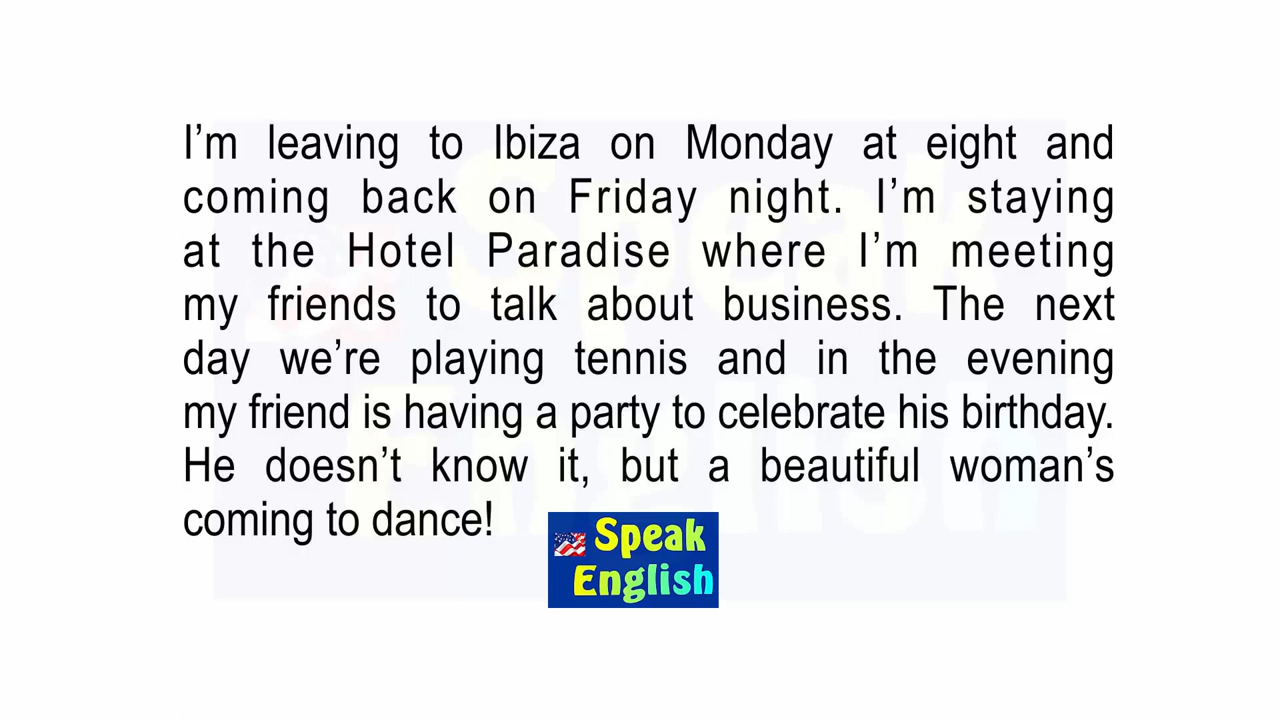 I’m leaving to Ibiza on Monday at eight and
coming back on Friday night. I’m staying
at the Hotel Paradise where I’m meeting
my friends to talk about business. The next
day we’re playing tennis and in the evening
my friend is having a party to celebrate his birthday.
He doesn’t know it, but a beautiful woman’s
coming to dance!
Speak
English